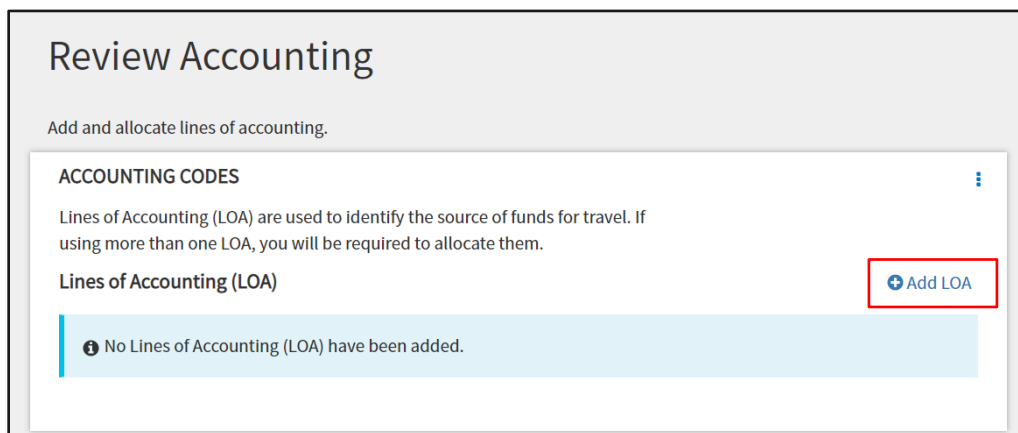 Review Accounting
Add and allocate lines of accounting.
ACCOUNTING CODES
Lines of Accounting (LOA) are used to identify the source of funds for travel. If
using more than one LOA, you will be required to allocate them.
Lines of Accounting (LOA)
Add LOA
No Lines of Accounting (LOA) have been added.